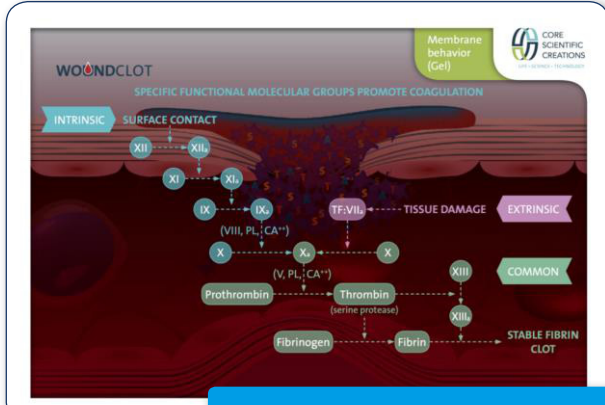 WOUNDCLOT
Membrane
behavior
(Gel)
CORE
SCIENTIFIC
CREATIONS
SPECIFIC FUNCTIONAL MOLECULAR GROUPS PROMOTE COAGULATION
INTRINSIC SURFACE CONTACT
XII XIIa
XI XIa
IX IXa TF:VIIa TISSUE DAMAGE EXTRINSIC
(VIII, PL, CA++)
X Xa X
(V, PL, CA++) XIII COMMON
Prothrombin Thrombin
(serine protease) XIIIa
Fibrinogen Fibrin STABLE FIBRIN
CLOT